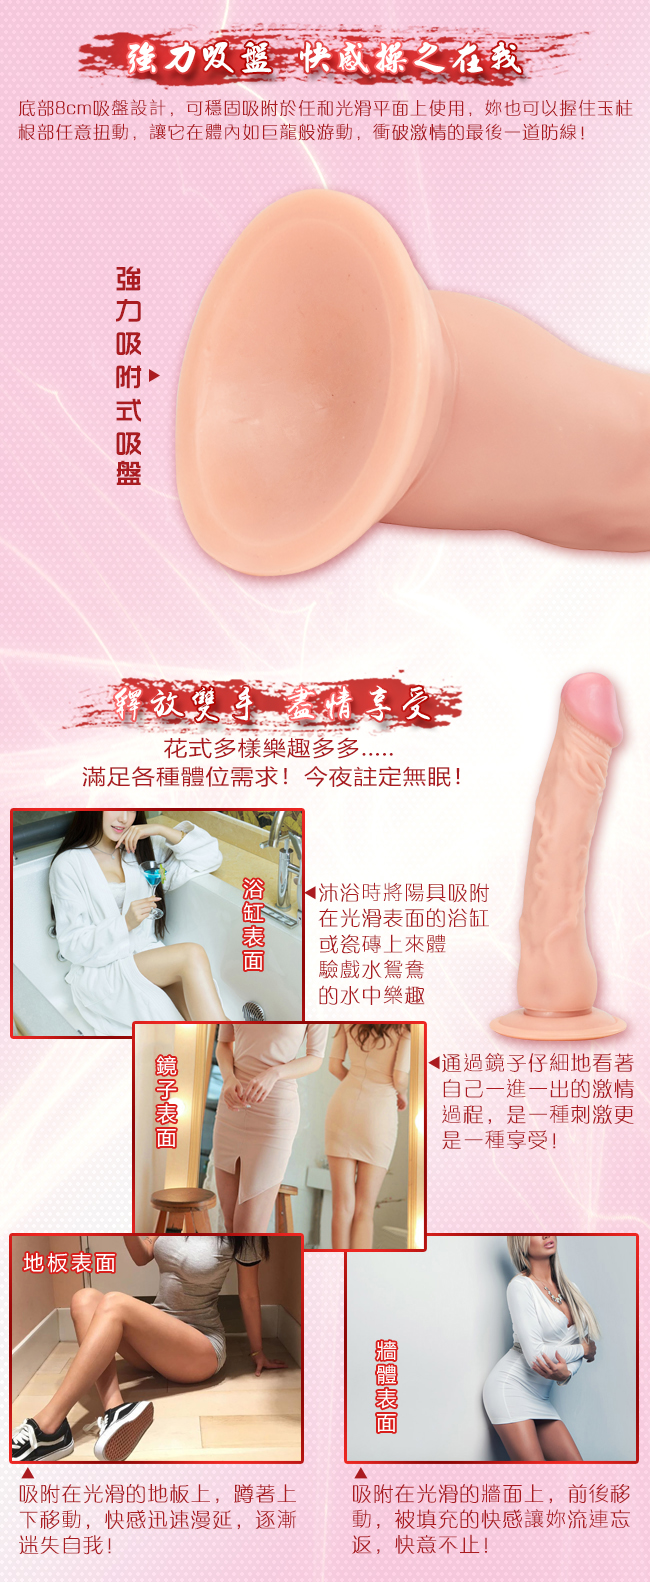 強力吸盤 快感操之在我
底部8cm吸盤設計，可穩固吸附於任和光滑平面上使用，妳也可以握住玉柱
根部任意扭動，讓它在體內如巨龍般游動，衝破激情的最後一道防線！
強力吸附式吸盤
釋放雙手 盡情享受
花式多樣樂趣多多.....
滿足各種體位需求！今夜註定無眠！
浴缸表面
沐浴時將陽具吸附
在光滑表面的浴缸
或瓷磚上來體
驗戲水鴛鴦
的水中樂趣
鏡子表面
通過鏡子仔細地看著
自己一進一出的激情
過程，是一種刺激更
是一種享受！
地板表面
吸附在光滑的地板上，蹲著上
下移動，快感迅速漫延，逐漸
迷失自我！
牆體表面
吸附在光滑的牆面上，前後移
動，被填充的快感讓妳流連忘
返，快意不止！